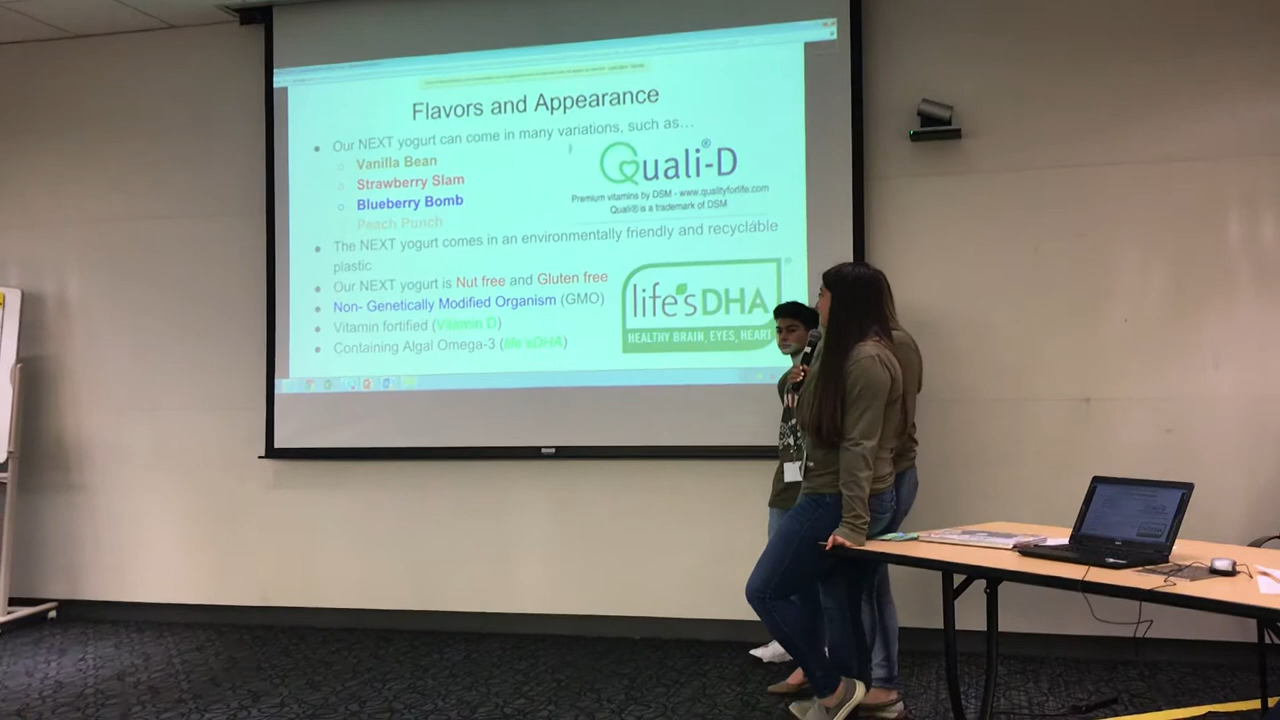 Flavors and Appearance
Our NEXT yogurt can come in many variations, such as…
Vanilla Bean
Strawberry Slam
Blueberry Bomb
Peach Punch
Quali®-D
Premium vitamins by DSM - www.qualityforlife.com
Quali® is a trademark of DSM
The NEXT yogurt comes in an environmentally friendly and recyclable
plastic
Our NEXT yogurt is Nut free and Gluten free
Non- Genetically Modified Organism (GMO)
Vitamin fortified (Vitamin D)
Containing Algal Omega-3 (life'sDHA)
life'sDHA®
HEALTHY BRAIN, EYES, HEART